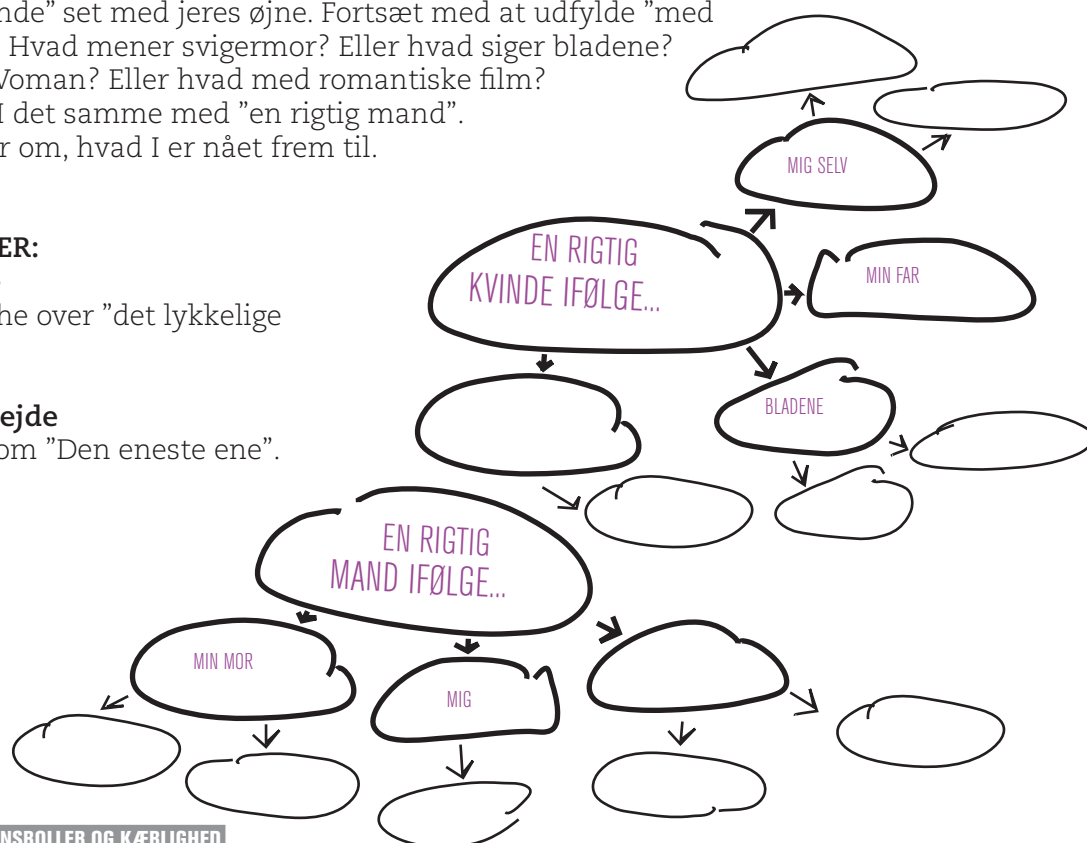 nde” set med jeres øjne. Fortsæt med at udfylde ”med
Hvad mener svigermor? Eller hvad siger bladene?
Woman? Eller hvad med romantiske film?
I det samme med ”en rigtig mand”.
r om, hvad I er nået frem til.
ER:
he over ”det lykkelige
ejde
om ”Den eneste ene”.
MIG SELV
EN RIGTIG
KVINDE IFØLGE...
MIN FAR
BLADENE
EN RIGTIG
MAND IFØLGE...
MIN MOR
MIG
NSROLLER OG KÆRLIGHED